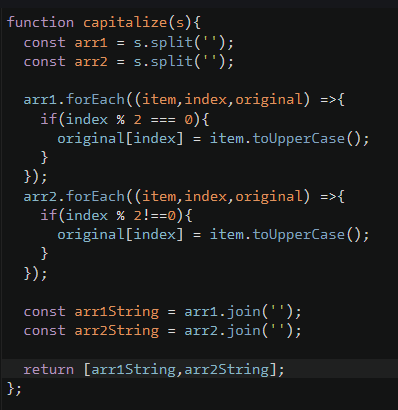 function capitalize(s){
  const arr1 = s.split('');
  const arr2 = s.split('');
  arr1.forEach((item,index,original) =>{
    if(index % 2 === 0){
      original[index] = item.toUpperCase();
    }
  });
  arr2.forEach((item,index,original) =>{
    if(index % 2!==0){
      original[index] = item.toUpperCase();
    }
  });
  const arr1String = arr1.join('');
  const arr2String = arr2.join('');
  return [arr1String,arr2String];
};